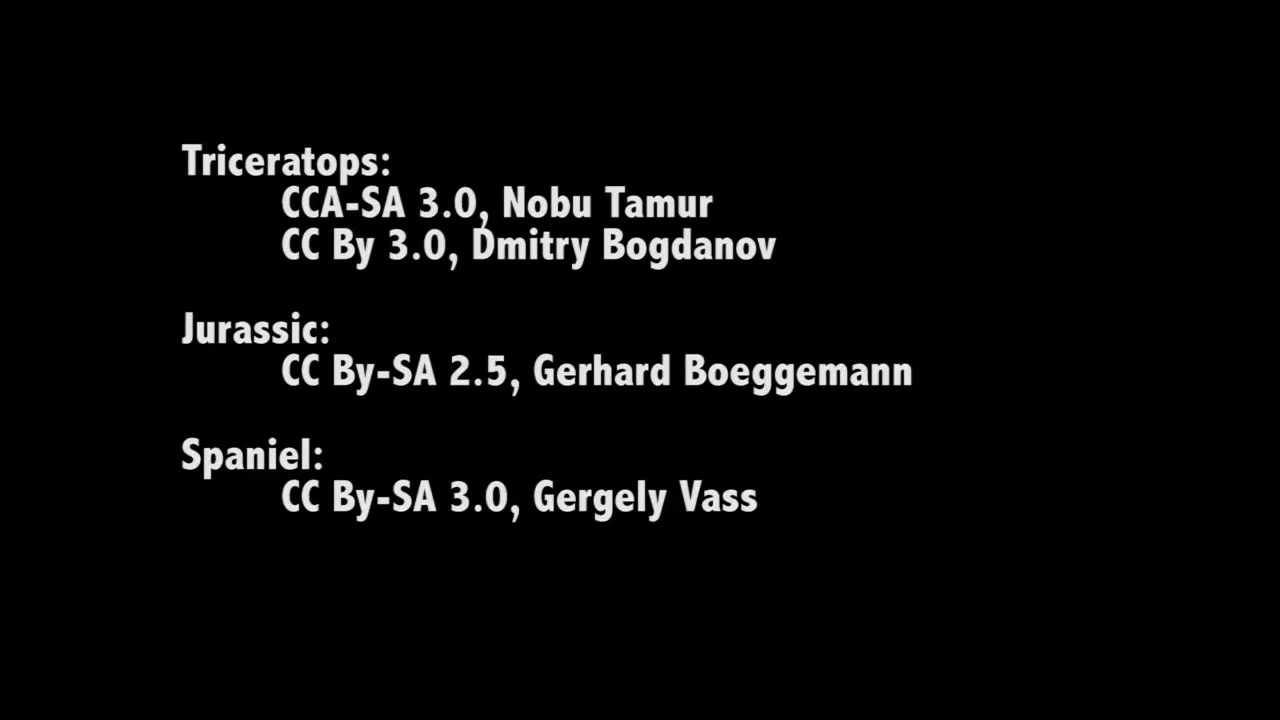 Triceratops:
CCA-SA 3.0, Nobu Tamur
CC By 3.0, Dmitry Bogdanov
Jurassic:
CC By-SA 2.5, Gerhard Boeggemann
Spaniel:
CC By-SA 3.0, Gergely Vass